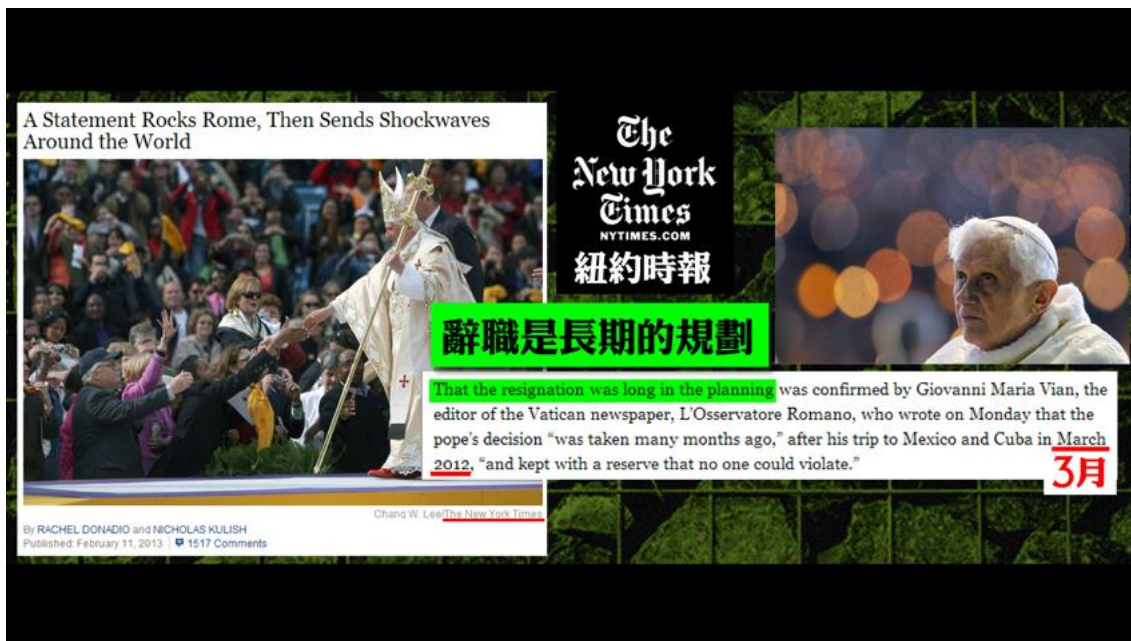 A Statement Rocks Rome, Then Sends Shockwaves
Around the World
Chang W. Lee/The New York Times
By RACHEL DONADIO and NICHOLAS KULISH
Published: February 11, 2013 | 1517 Comments
The
New York
Times
NYTIMES.COM
紐約時報
辭職是長期的規劃
That the resignation was long in the planning was confirmed by Giovanni Maria Vian, the
editor of the Vatican newspaper, L’Osservatore Romano, who wrote on Monday that the
pope’s decision “was taken many months ago,” after his trip to Mexico and Cuba in March
2012, “and kept with a reserve that no one could violate.”
3月